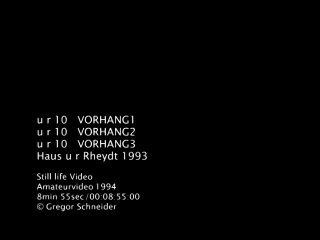 u r 10 VORHANG1
u r 10 VORHANG2
u r 10 VORHANG3
Haus u r Rheydt 1993
Still life Video
Amateurvideo 1994
8min 55sec/00:08:55:00
© Gregor Schneider